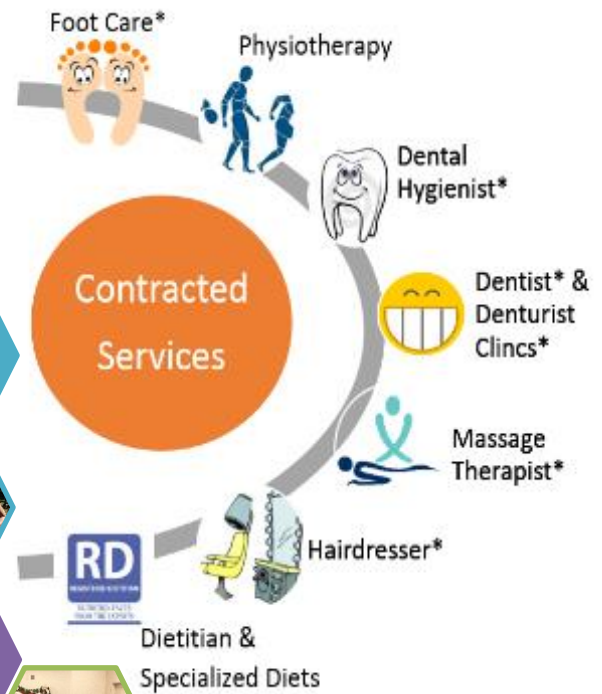 Foot Care*
Physiotherapy
Dental
Hygienist*
Contracted
Services
Dentist* &
Denturist
Clincs*
Massage
Therapist*
Hairdresser*
RD
Dietitian &
Specialized Diets